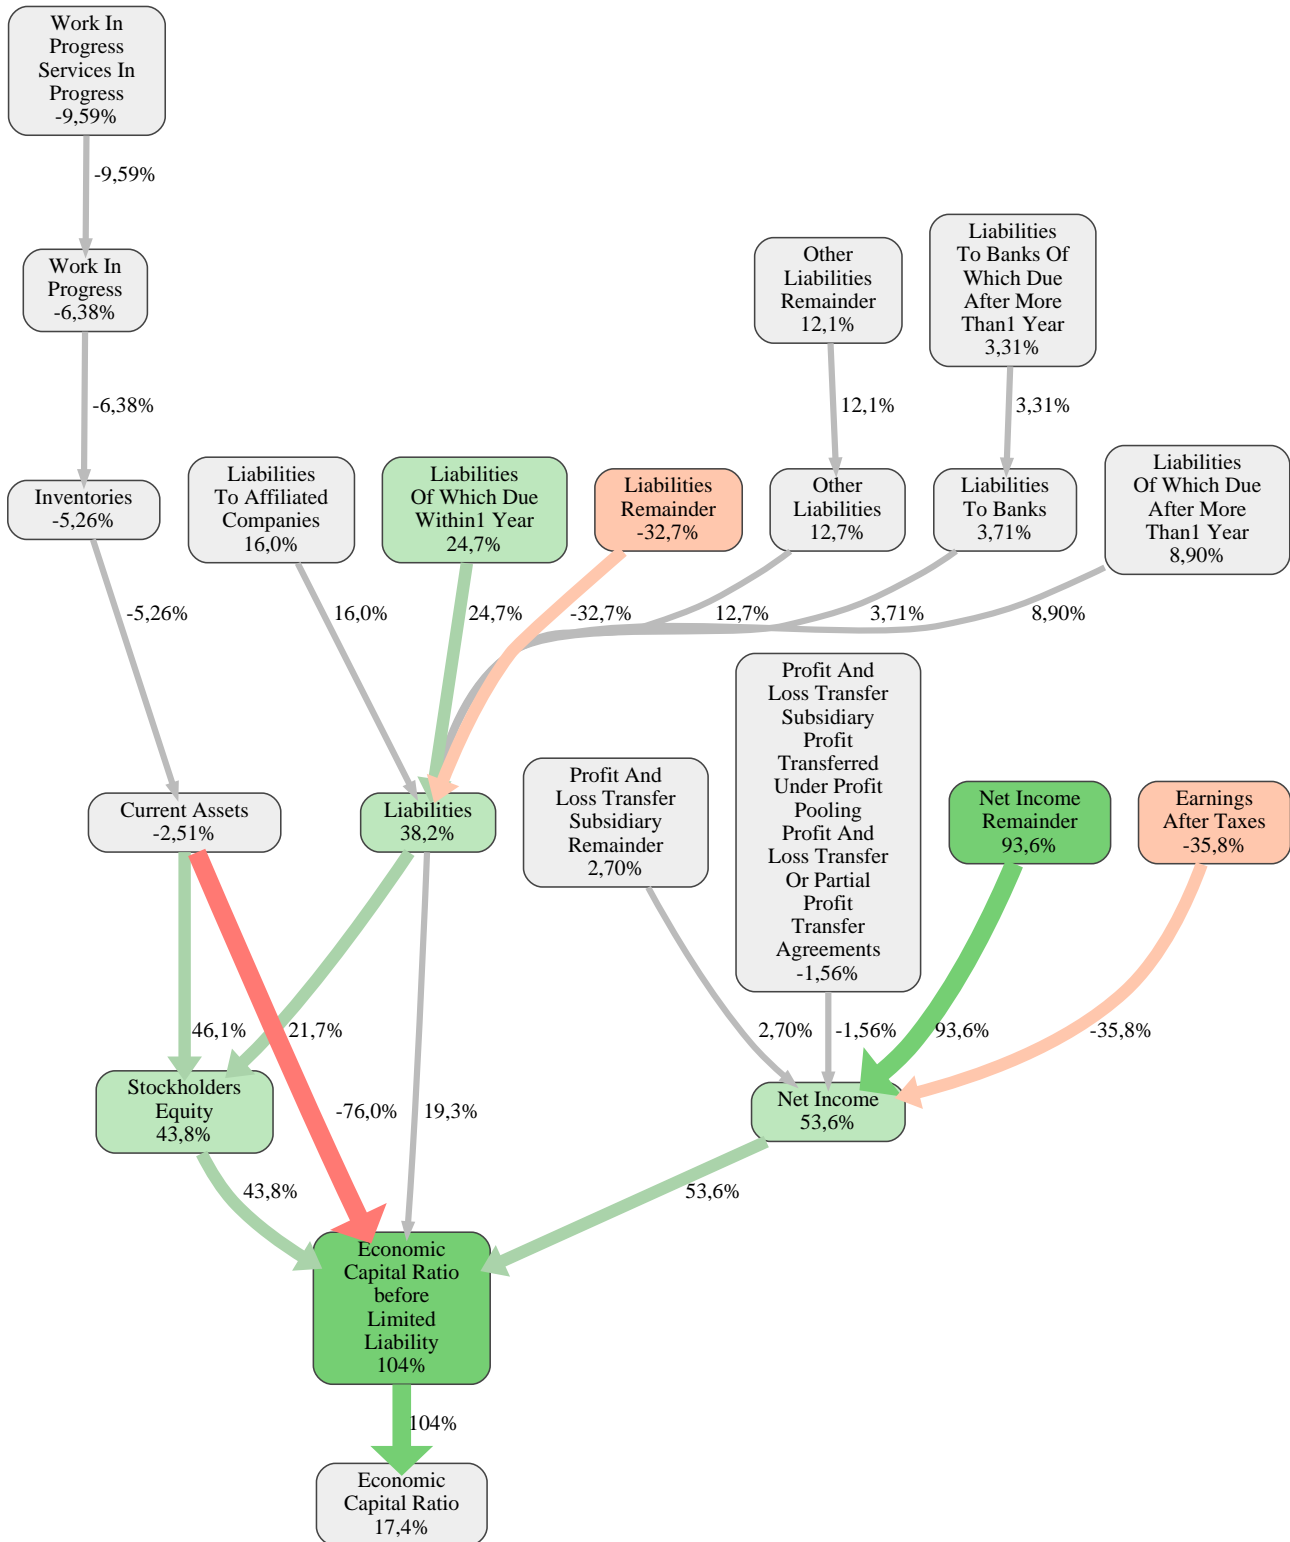 Work In
Progress
Services In
Progress
-9,59%
-9,59%
Work In
Progress
-6,38%
Other
Liabilities
Remainder
12,1%
Liabilities
To Banks Of
Which Due
After More
Than1 Year
3,31%
-6,38%
12,1%
3,31%
Inventories
-5,26%
Liabilities
To Affiliated
Companies
16,0%
Liabilities
Of Which Due
Within1 Year
24,7%
Liabilities
Remainder
-32,7%
Other
Liabilities
12,7%
Liabilities
To Banks
3,71%
Liabilities
Of Which Due
After More
Than1 Year
8,90%
-5,26%
16,0%
24,7%
-32,7%
12,7%
3,71%
8,90%
Current Assets
-2,51%
Liabilities
38,2%
Profit And
Loss Transfer
Subsidiary
Remainder
2,70%
Profit And
Loss Transfer
Subsidiary
Profit
Transferred
Under Profit
Pooling
Profit And
Loss Transfer
Or Partial
Profit
Transfer
Agreements
-1,56%
Net Income
Remainder
93,6%
Earnings
After Taxes
-35,8%
46,1%
21,7%
2,70%
-1,56%
93,6%
-35,8%
Stockholders
Equity
43,8%
-76,0%
19,3%
Net Income
53,6%
43,8%
53,6%
Economic
Capital Ratio
before
Limited
Liability
104%
104%
Economic
Capital Ratio
17,4%